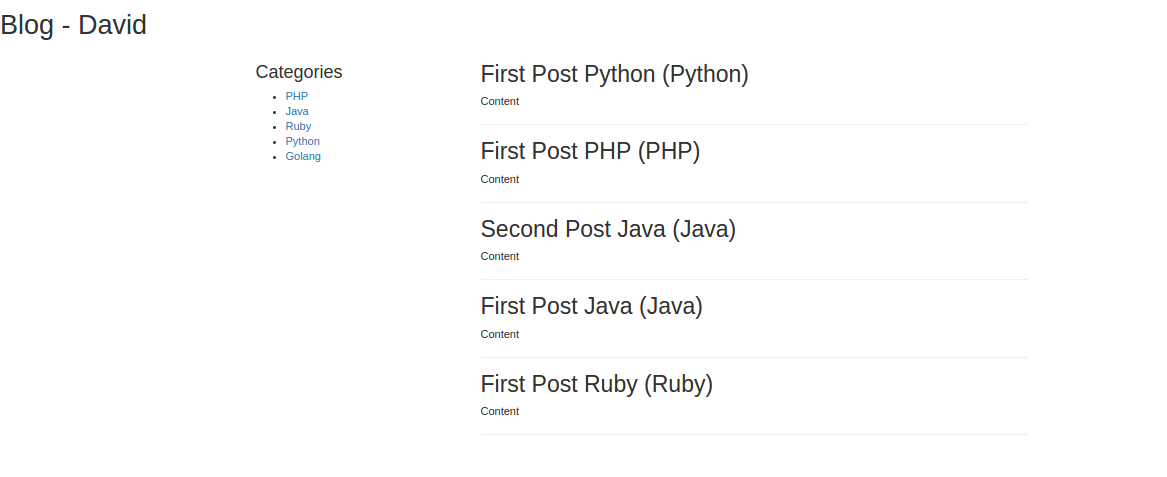 Blog - David
Categories
PHP
Java
Ruby
Python
Golang
First Post Python (Python)
Content
First Post PHP (PHP)
Content
Second Post Java (Java)
Content
First Post Java (Java)
Content
First Post Ruby (Ruby)
Content